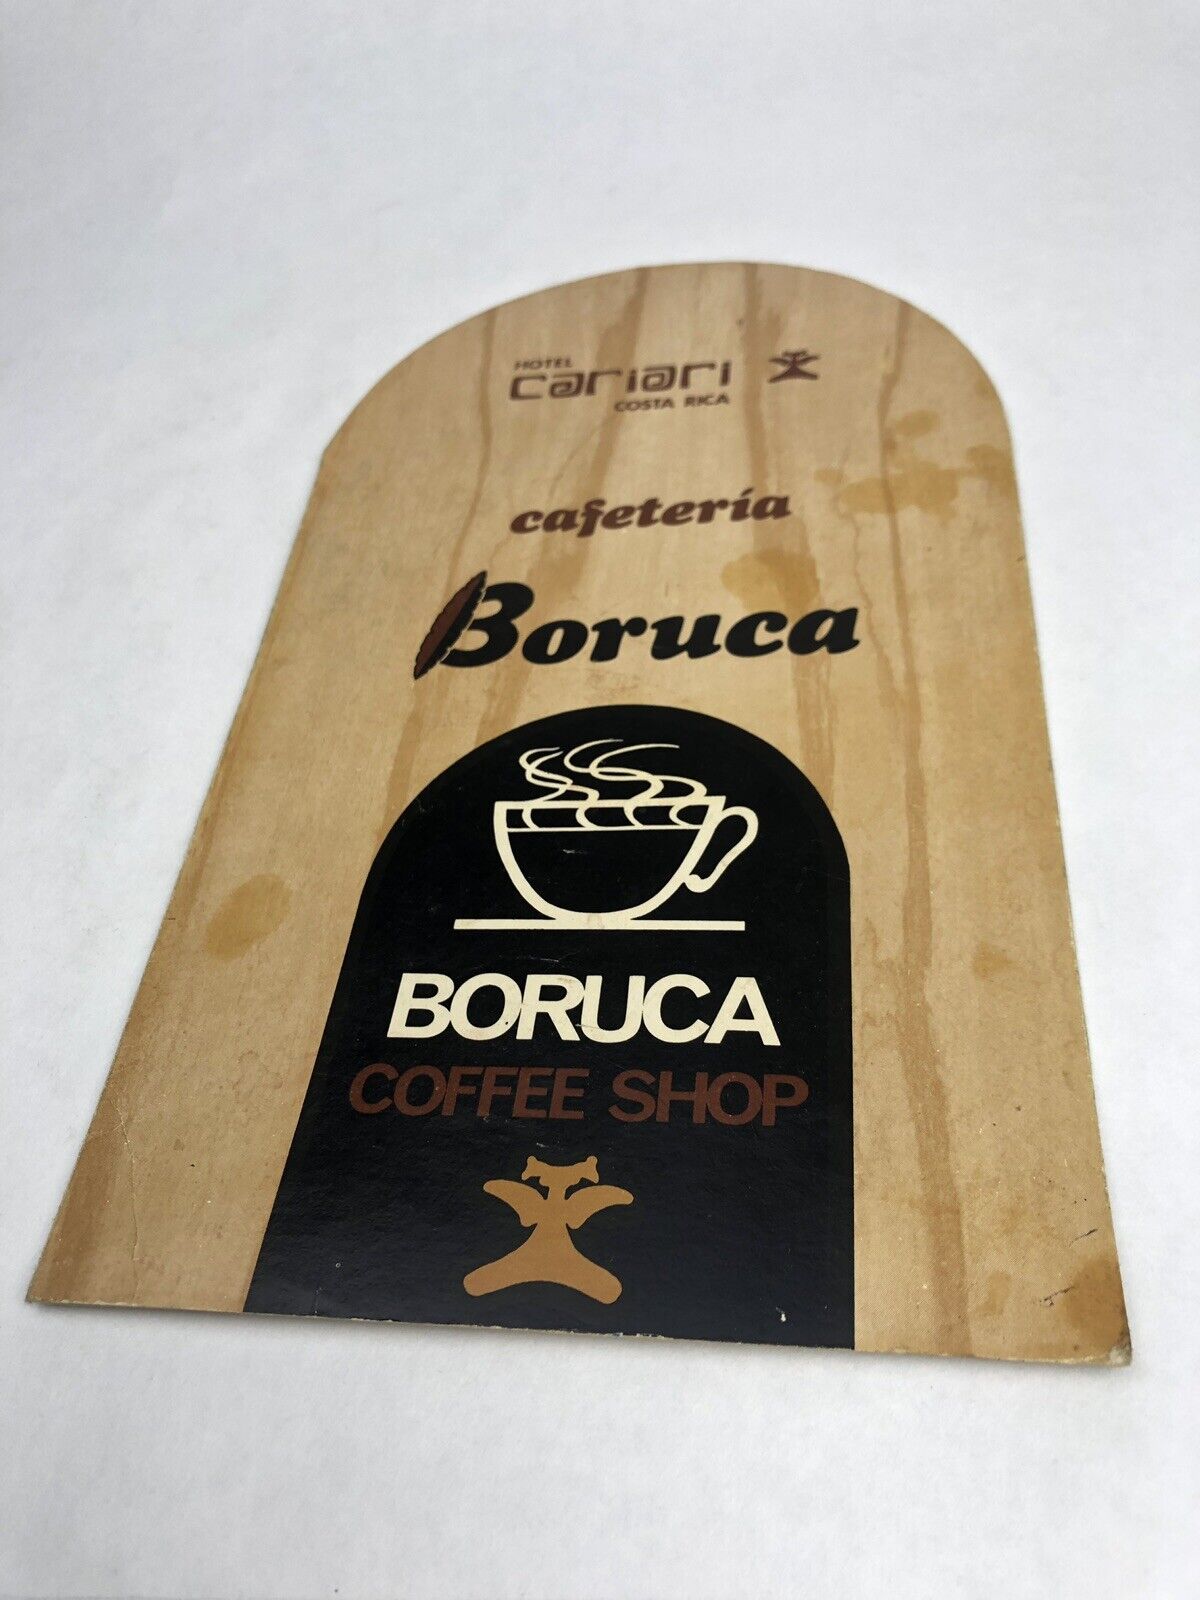 HOTEL
cariari
COSTA RICA
cafetería
Boruca
BORUCA
COFFEE SHOP